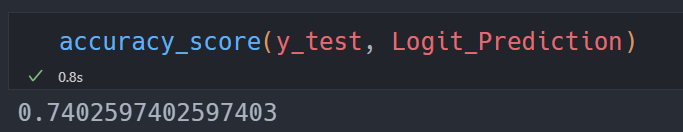 accuracy_score(y_test, Logit_Prediction)
0.8s
0.7402597402597403